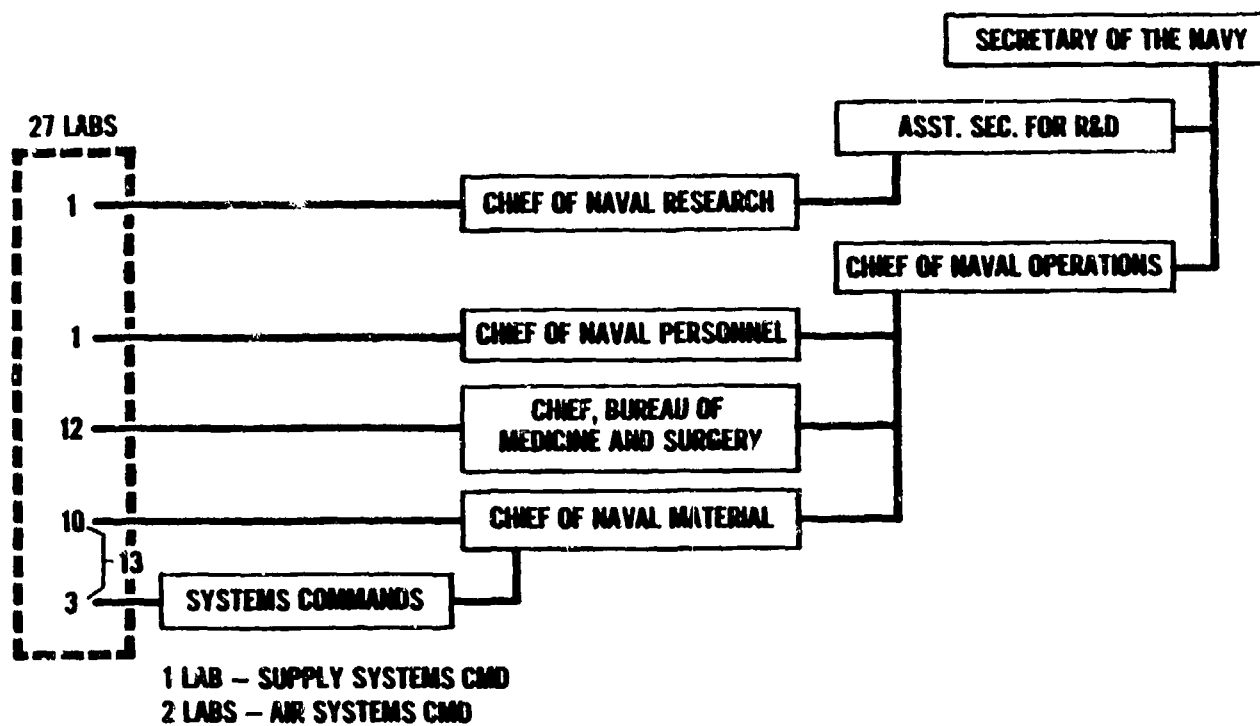 SECRETARY OF THE NAVY
27 LABS
ASST. SEC. FOR R&D
1
CHIEF OF NAVAL RESEARCH
CHIEF OF NAVAL OPERATIONS
1
CHIEF OF NAVAL PERSONNEL
12
CHIEF, BUREAU OF
MEDICINE AND SURGERY
10
CHIEF OF NAVAL MATERIAL
13
3
SYSTEMS COMMANDS
1 LAB – SUPPLY SYSTEMS CMD
2 LABS – AIR SYSTEMS CMD